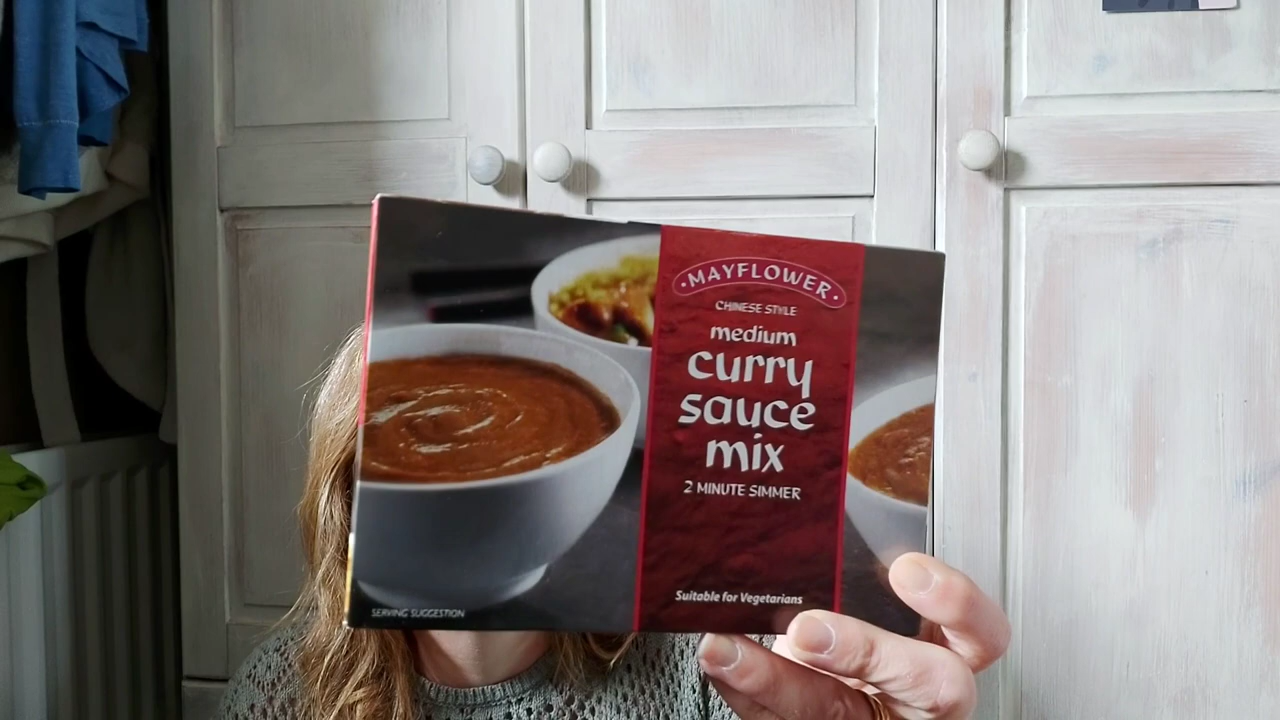 MAYFLOWER
CHINESE STYLE
medium
curry
sauce
mix
2 MINUTE SIMMER
Suitable for Vegetarians
SERVING SUGGESTION